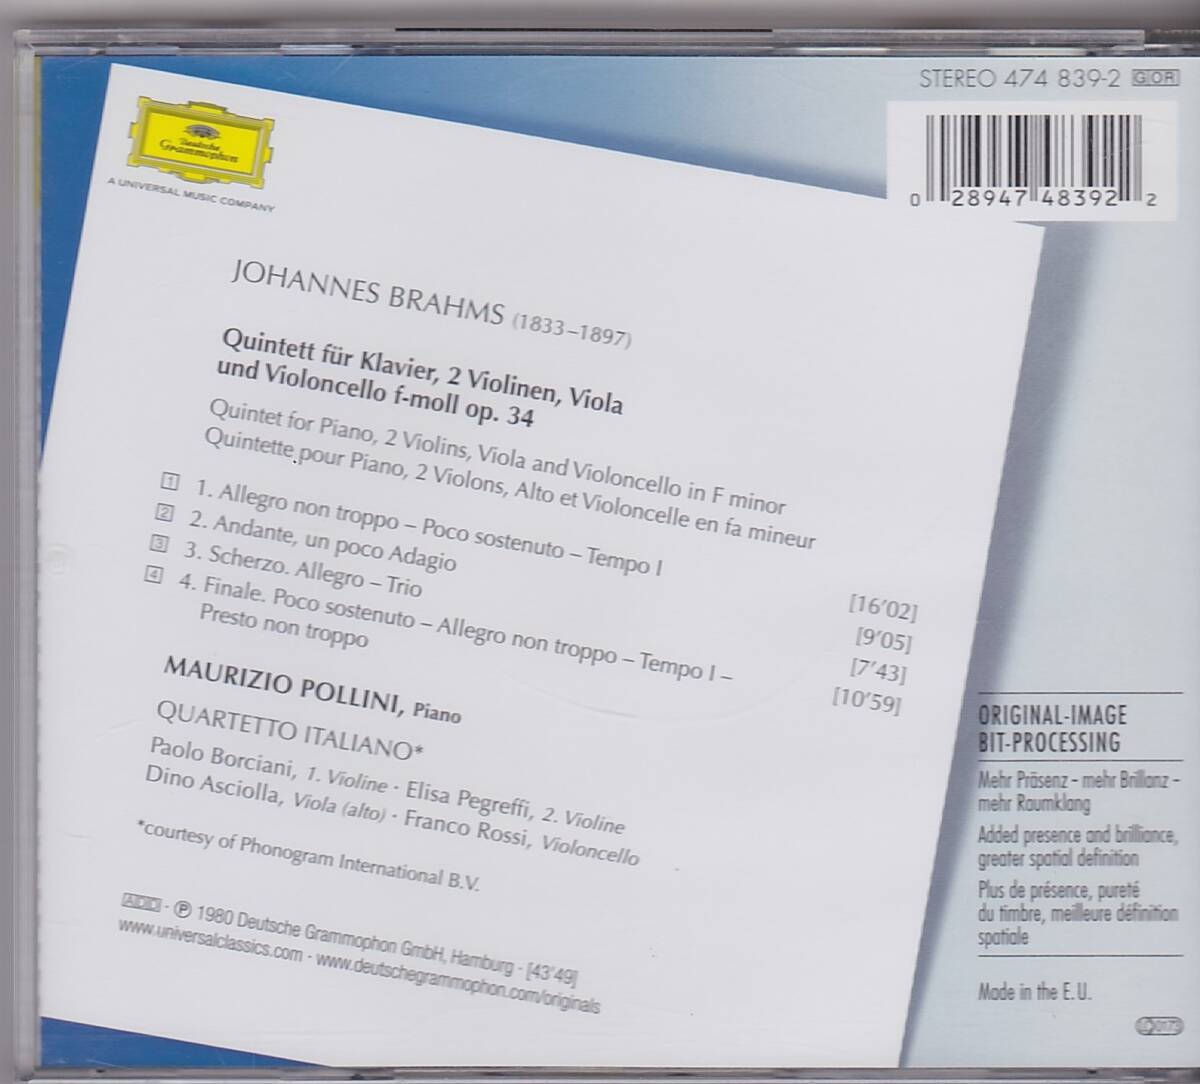 STEREO 474 839-2 GOR
0 28947 48392 2
Deutsche
Grammophon
A UNIVERSAL MUSIC COMPANY
JOHANNES BRAHMS (1833–1897)
Quintett für Klavier, 2 Violinen, Viola
und Violoncello f-moll op. 34
Quintet for Piano, 2 Violins, Viola and Violoncello in F minor
Quintette pour Piano, 2 Violons, Alto et Violoncelle en fa mineur
1 1. Allegro non troppo – Poco sostenuto – Tempo I [16'02]
2 2. Andante, un poco Adagio [9'05]
3 3. Scherzo. Allegro – Trio [7'43]
4 4. Finale. Poco sostenuto – Allegro non troppo – Tempo I – [10'59]
Presto non troppo
MAURIZIO POLLINI, Piano
QUARTETTO ITALIANO*
Paolo Borciani, 1. Violine · Elisa Pegreffi, 2. Violine
Dino Asciolla, Viola (alto) · Franco Rossi, Violoncello
*courtesy of Phonogram International B.V.
ADD · ℗ 1980 Deutsche Grammophon GmbH, Hamburg · [43'49]
www.universalclassics.com · www.deutschegrammophon.com/originals
ORIGINAL-IMAGE
BIT-PROCESSING
Mehr Präsenz – mehr Brillanz –
mehr Raumklang
Added presence and brilliance,
greater spatial definition
Plus de présence, pureté
du timbre, meilleure définition
spatiale
Made in the E.U.
LC 0173